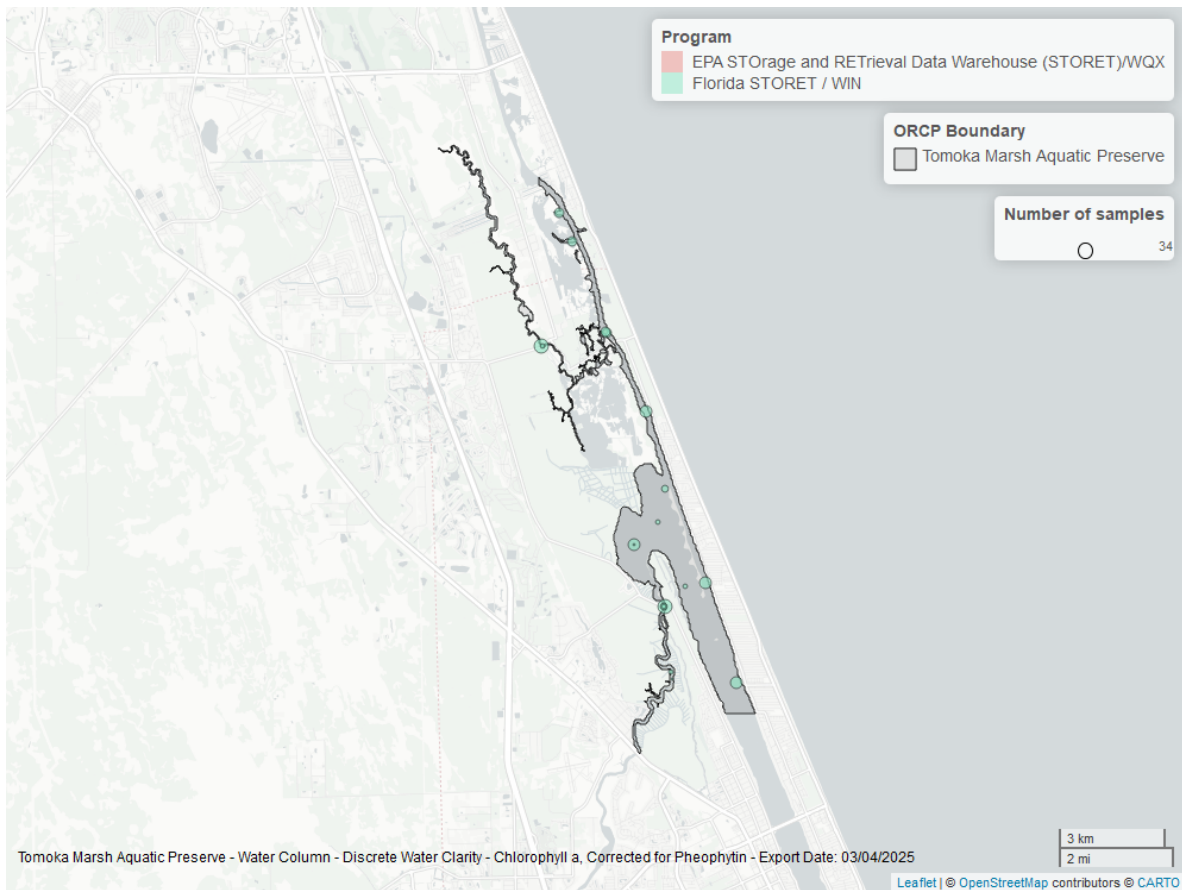 Program
EPA STOrage and RETrieval Data Warehouse (STORET)/WQX
Florida STORET / WIN
ORCP Boundary
Tomoka Marsh Aquatic Preserve
Number of samples
34
3 km
2 mi
Tomoka Marsh Aquatic Preserve - Water Column - Discrete Water Clarity - Chlorophyll a, Corrected for Pheophytin - Export Date: 03/04/2025
Leaflet | © OpenStreetMap contributors © CARTO